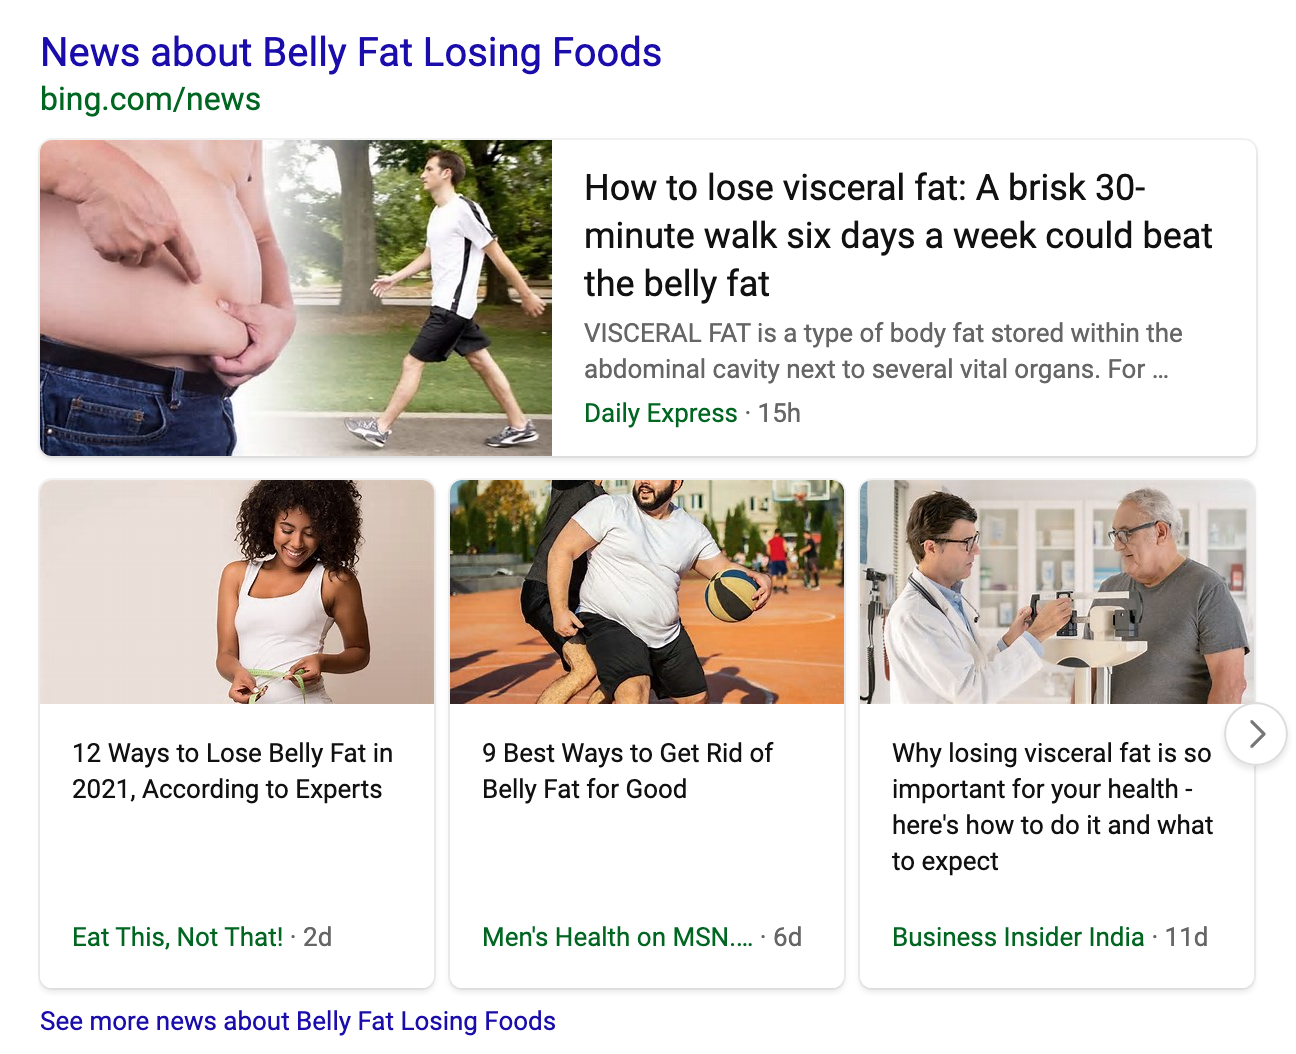 News about Belly Fat Losing Foods
bing.com/news
How to lose visceral fat: A brisk 30-
minute walk six days a week could beat
the belly fat
VISCERAL FAT is a type of body fat stored within the
abdominal cavity next to several vital organs. For ...
Daily Express · 15h
12 Ways to Lose Belly Fat in
2021, According to Experts
Eat This, Not That! · 2d
9 Best Ways to Get Rid of
Belly Fat for Good
Men's Health on MSN.... · 6d
Why losing visceral fat is so
important for your health -
here's how to do it and what
to expect
Business Insider India · 11d
See more news about Belly Fat Losing Foods